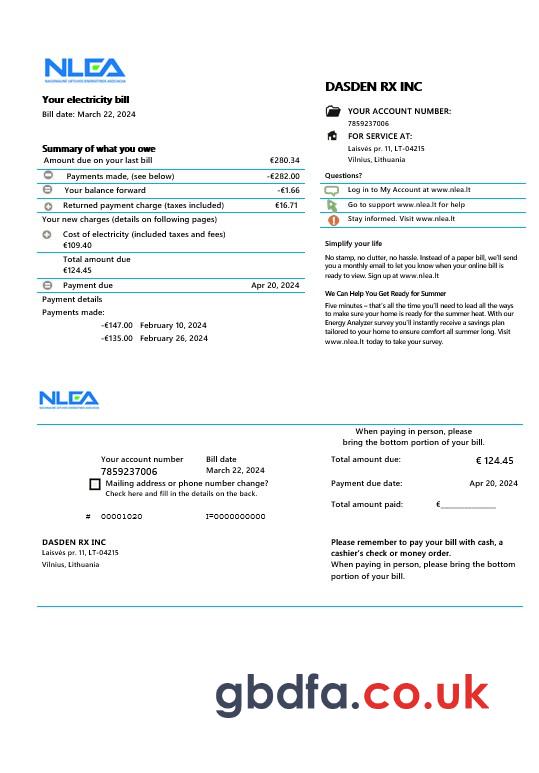 NLEA
Your electricity bill
Bill date: March 22, 2024
Summary of what you owe
Amount due on your last bill €280.34
Payments made, (see below) -€282.00
Your balance forward -€1.66
Returned payment charge (taxes included) €16.71
Your new charges (details on following pages)
Cost of electricity (included taxes and fees)
€109.40
Total amount due
€124.45
Payment due Apr 20, 2024
Payment details
Payments made:
-€147.00 February 10, 2024
-€135.00 February 26, 2024
DASDEN RX INC
YOUR ACCOUNT NUMBER:
7859237006
FOR SERVICE AT:
Laisvės pr. 11, LT-04215
Vilnius, Lithuania
Questions?
Log in to My Account at www.nlea.lt
Go to support www.nlea.lt for help
Stay informed. Visit www.nlea.lt
Simplify your life
No stamp, no clutter, no hassle. Instead of a paper bill, we'll send
you a monthly email to let you know when your online bill is
ready to view. Sign up at www.nlea.lt
We Can Help You Get Ready for Summer
Five minutes – that's all the time you'll need to lead all the ways
to make sure your home is ready for the summer heat. With our
Energy Analyzer survey you'll instantly receive a savings plan
tailored to your home to ensure comfort all summer long. Visit
www.nlea.lt today to take your survey.
NLEA
When paying in person, please
bring the bottom portion of your bill.
Your account number Bill date
7859237006 March 22, 2024
Mailing address or phone number change?
Check here and fill in the details on the back.
# 00001020 I=0000000000
Total amount due: € 124.45
Payment due date: Apr 20, 2024
Total amount paid: €_____________
DASDEN RX INC
Laisvės pr. 11, LT-04215
Vilnius, Lithuania
Please remember to pay your bill with cash, a
cashier's check or money order.
When paying in person, please bring the bottom
portion of your bill.
gbdfa.co.uk